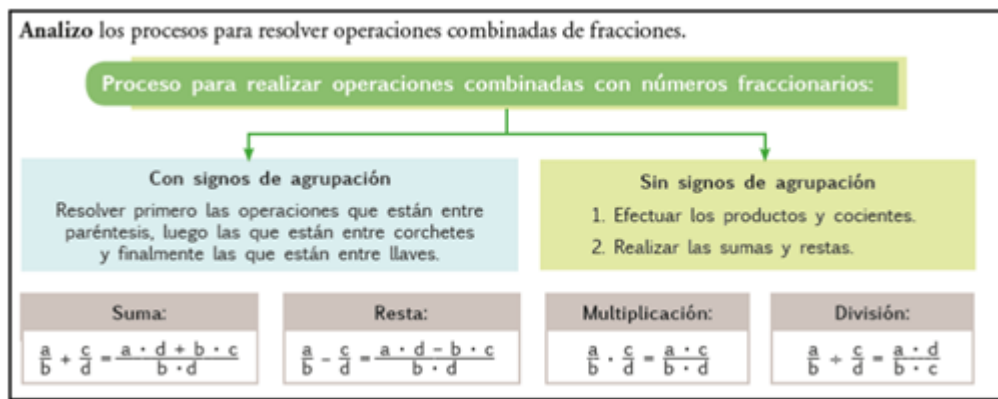 Analizo los procesos para resolver operaciones combinadas de fracciones.
Proceso para realizar operaciones combinadas con números fraccionarios:
Con signos de agrupación
Resolver primero las operaciones que están entre
paréntesis, luego las que están entre corchetes
y finalmente las que están entre llaves.
Sin signos de agrupación
1. Efectuar los productos y cocientes.
2. Realizar las sumas y restas.
Suma:
a/b + c/d = a · d + b · c / b · d
Resta:
a/b - c/d = a · d - b · c / b · d
Multiplicación:
a/b · c/d = a · c / b · d
División:
a/b ÷ c/d = a · d / b · c